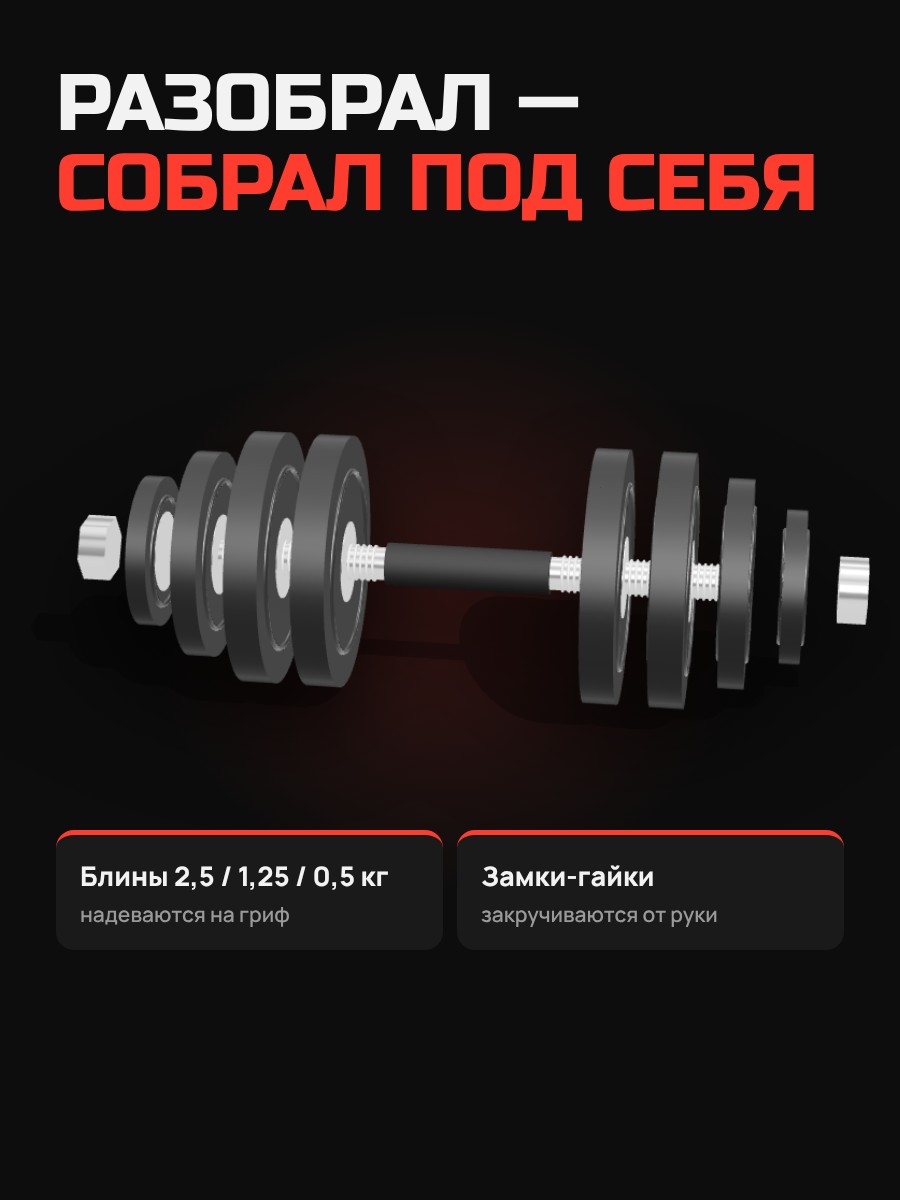 РАЗОБРАЛ —
СОБРАЛ ПОД СЕБЯ
Блины 2,5 / 1,25 / 0,5 кг
надеваются на гриф
Замки-гайки
закручиваются от руки